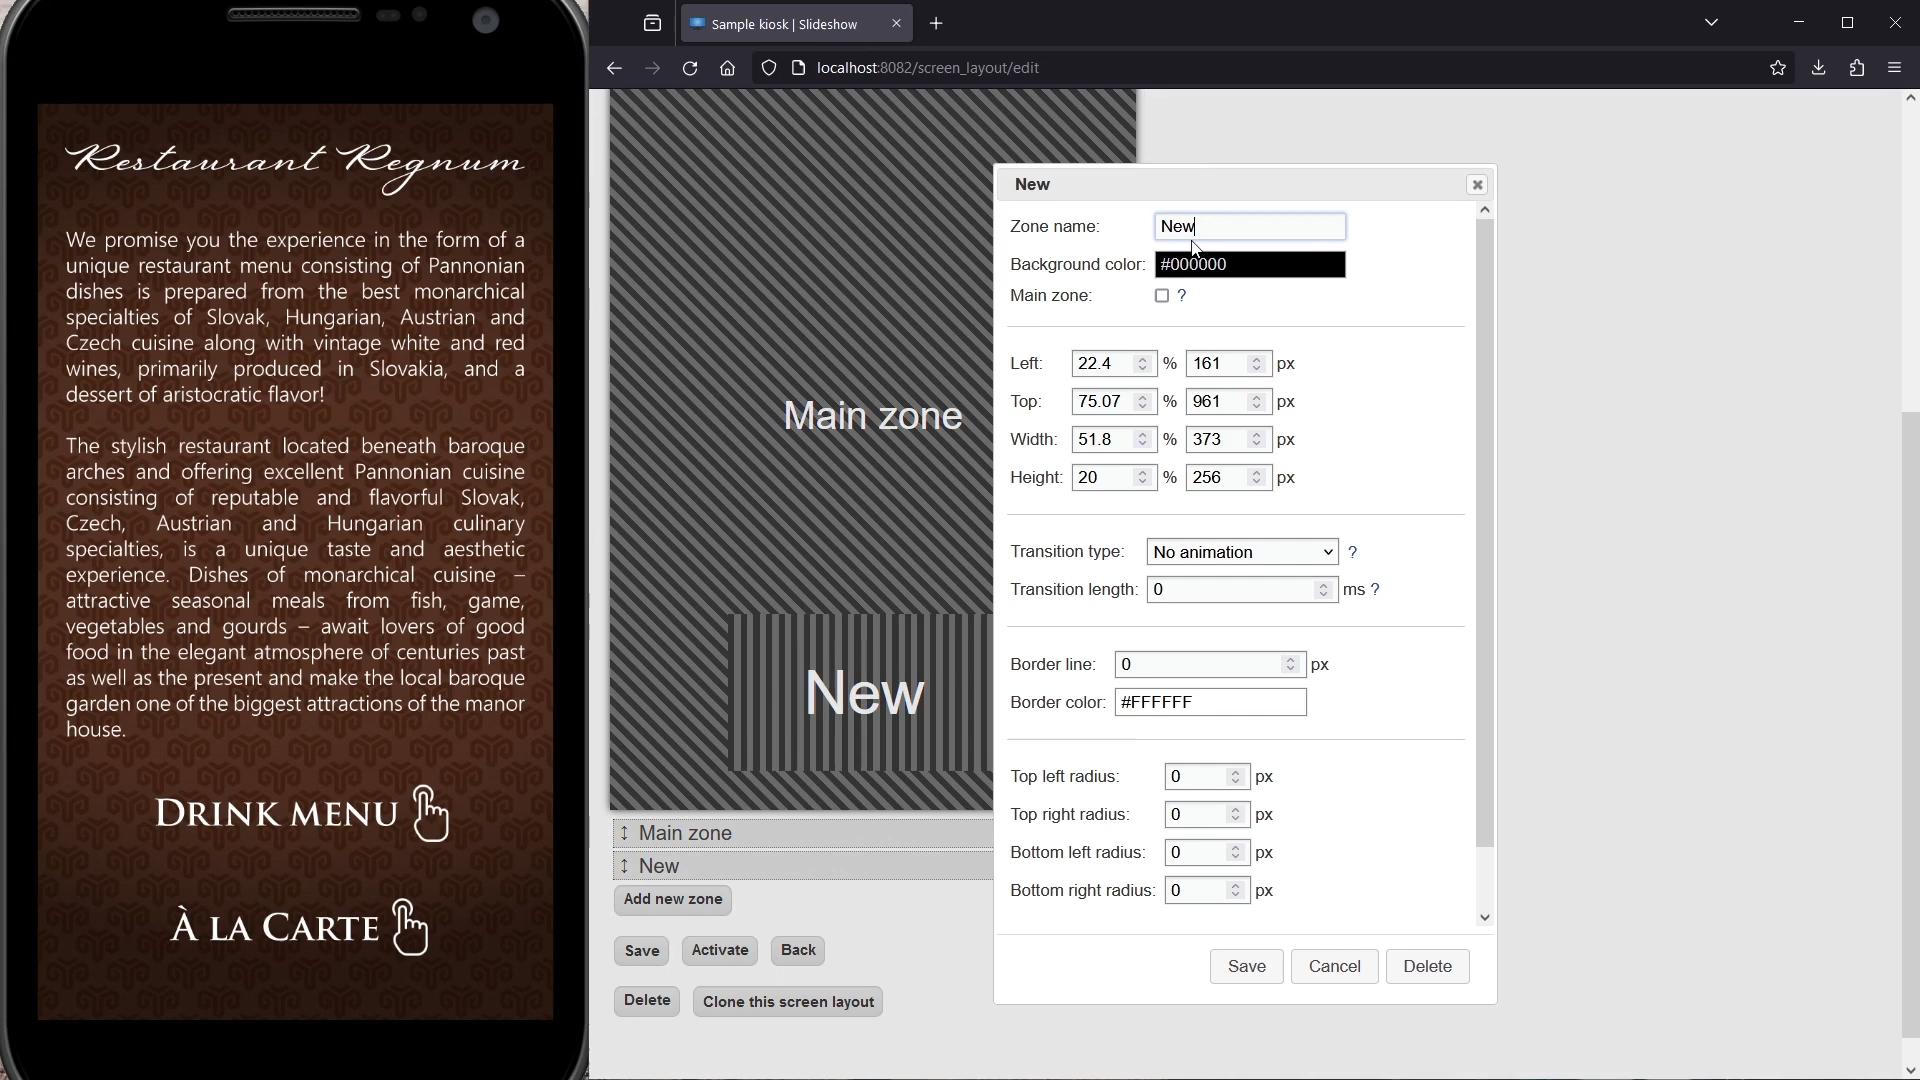 Restaurant Regnum
We promise you the experience in the form of a
unique restaurant menu consisting of Pannonian
dishes is prepared from the best monarchical
specialties of Slovak, Hungarian, Austrian and
Czech cuisine along with vintage white and red
wines, primarily produced in Slovakia, and a
dessert of aristocratic flavor!
The stylish restaurant located beneath baroque
arches and offering excellent Pannonian cuisine
consisting of reputable and flavorful Slovak,
Czech, Austrian and Hungarian culinary
specialties, is a unique taste and aesthetic
experience. Dishes of monarchical cuisine –
attractive seasonal meals from fish, game,
vegetables and gourds – await lovers of good
food in the elegant atmosphere of centuries past
as well as the present and make the local baroque
garden one of the biggest attractions of the manor
house.
DRINK MENU
À LA CARTE
Sample kiosk | Slideshow
localhost:8082/screen_layout/edit
Main zone
New
Main zone
New
Add new zone
Save Activate Back
Delete Clone this screen layout
New
Zone name: New
Background color: #000000
Main zone: ?
Left: 22.4 % 161 px
Top: 75.07 % 961 px
Width: 51.8 % 373 px
Height: 20 % 256 px
Transition type: No animation ?
Transition length: 0 ms ?
Border line: 0 px
Border color: #FFFFFF
Top left radius: 0 px
Top right radius: 0 px
Bottom left radius: 0 px
Bottom right radius: 0 px
Save Cancel Delete